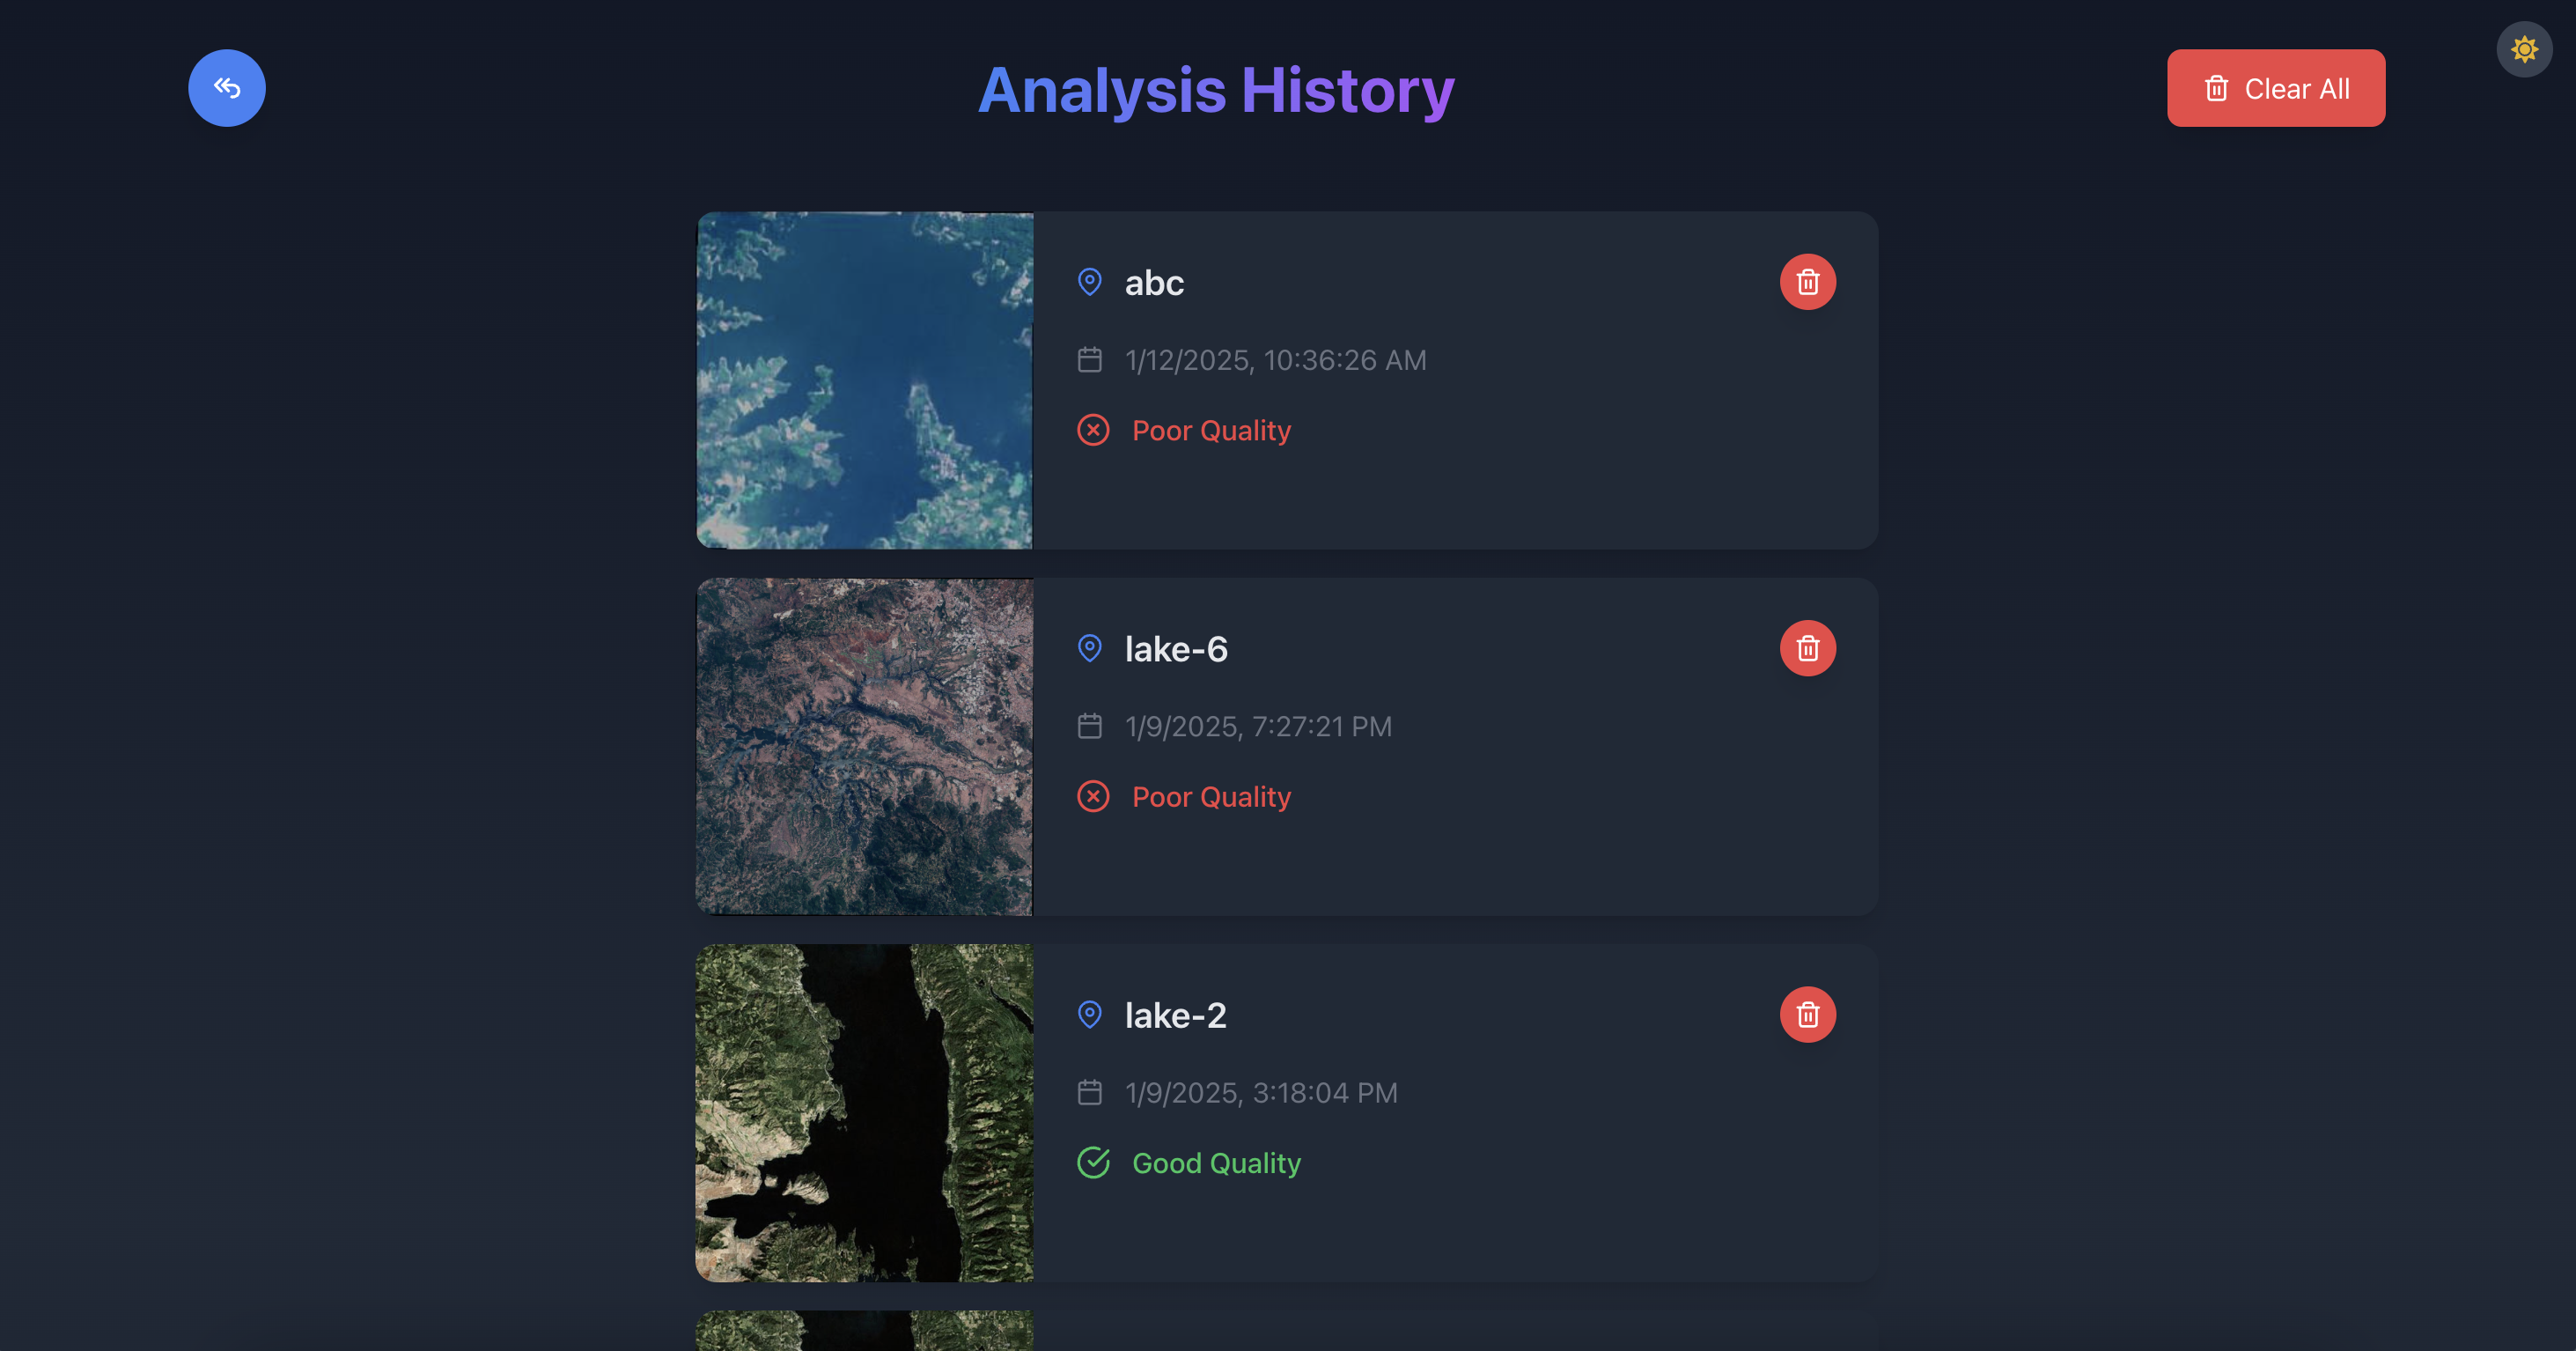 Analysis History
Clear All
abc
1/12/2025, 10:36:26 AM
Poor Quality
lake-6
1/9/2025, 7:27:21 PM
Poor Quality
lake-2
1/9/2025, 3:18:04 PM
Good Quality